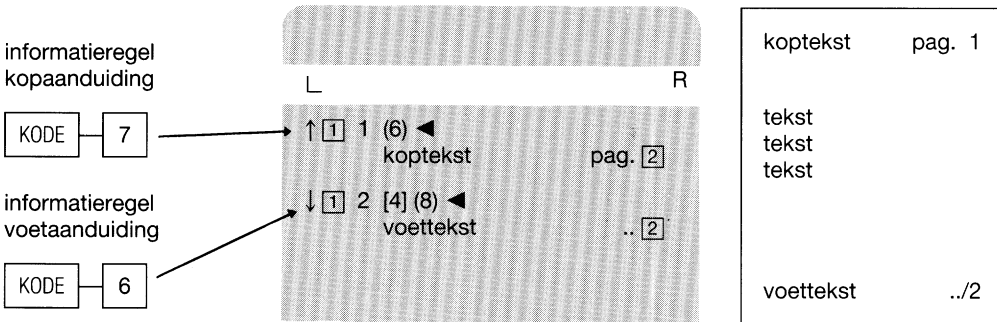 informatieregel
kopaanduiding
KODE 7
informatieregel
voetaanduiding
KODE 6
L R
↑ 1 1 (6) ◄
koptekst pag. 2
↓ 1 2 [4] (8) ◄
voettekst .. 2
koptekst pag. 1
tekst
tekst
tekst
voettekst ../2